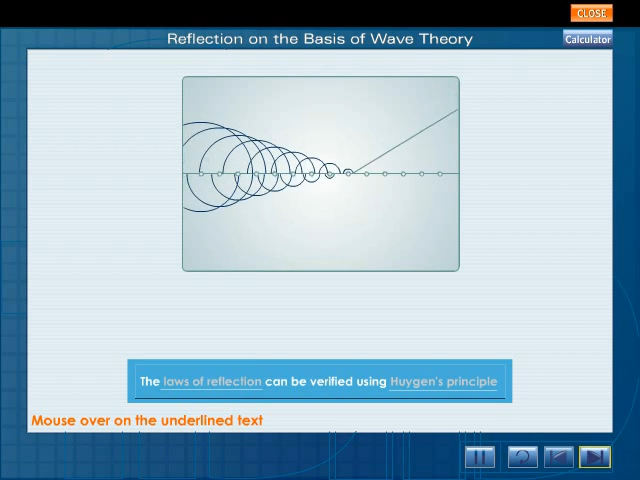 CLOSE
Reflection on the Basis of Wave Theory
Calculator
The laws of reflection can be verified using Huygen's principle
Mouse over on the underlined text